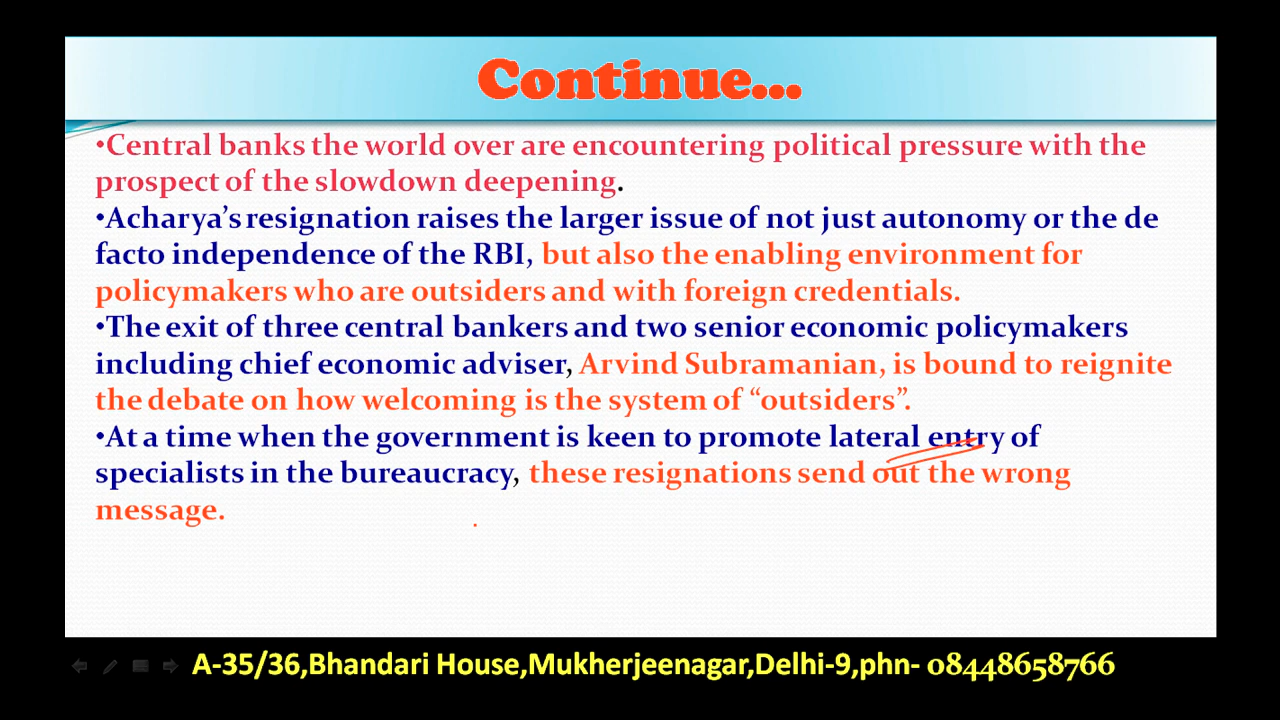 Continue...
•Central banks the world over are encountering political pressure with the
prospect of the slowdown deepening.
•Acharya’s resignation raises the larger issue of not just autonomy or the de
facto independence of the RBI, but also the enabling environment for
policymakers who are outsiders and with foreign credentials.
•The exit of three central bankers and two senior economic policymakers
including chief economic adviser, Arvind Subramanian, is bound to reignite
the debate on how welcoming is the system of “outsiders”.
•At a time when the government is keen to promote lateral entry of
specialists in the bureaucracy, these resignations send out the wrong
message.
A-35/36,Bhandari House,Mukherjeenagar,Delhi-9,phn- 08448658766